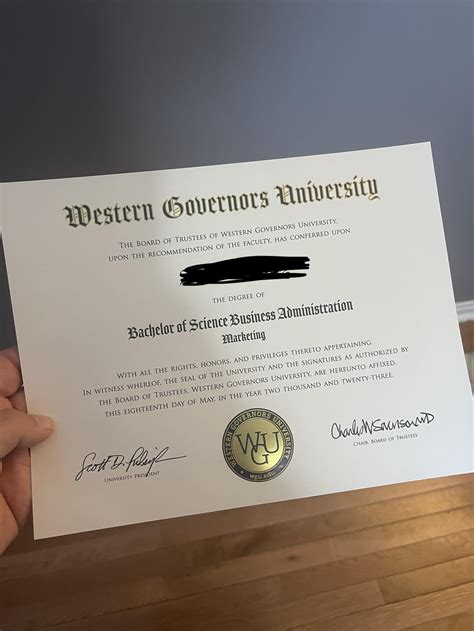 Western Governors University
The Board of Trustees of Western Governors University,
upon the recommendation of the faculty, has conferred upon
the degree of
Bachelor of Science Business Administration
Marketing
With all the rights, honors, and privileges thereto appertaining.
In witness whereof, the seal of the University and the signatures as authorized by
the Board of Trustees, Western Governors University, are hereunto affixed.
This eighteenth day of May, in the year two thousand and twenty-three.
Scott D. Pulsipher
University President
WESTERN GOVERNORS UNIVERSITY
WGU
wgu.edu
Chair, Board of Trustees